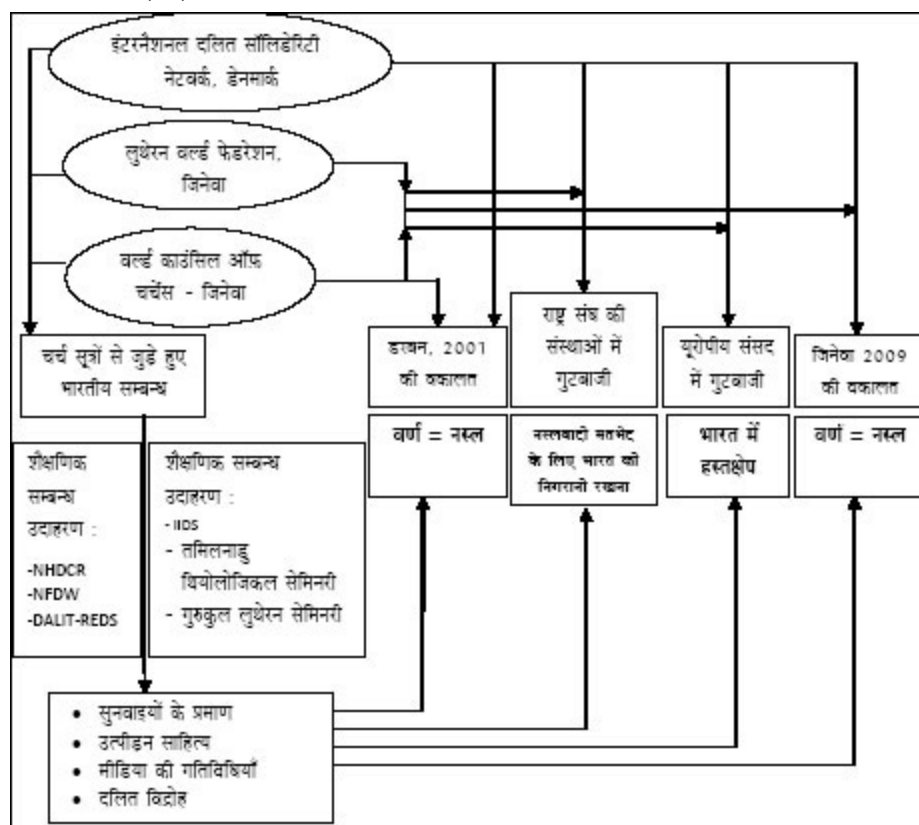 इंटरनैशनल दलित सॉलिडेरिटी
नेटवर्क, डेनमार्क
लुथेरन वर्ल्ड फेडरेशन,
जिनेवा
वर्ल्ड काउंसिल ऑफ़
चर्चेस - जिनेवा
चर्च सूत्रों से जुडे हुए
भारतीय सम्बन्ध
डरबन, 2001
की वकालत
राष्ट्र संघ की
संस्थाओं में
गुटबाजी
यूरोपीय संसद
में गुटबाजी
जिनेवा 2009
की वकालत
वर्ण = नस्ल
नस्लवादी मतभेद
के लिए भारत की
निगरानी रखना
भारत में
हस्तक्षेप
वर्ण = नस्ल
शैक्षणिक
सम्बन्ध
उदाहरण :
-NHDCR
-NFDW
-DALIT-REDS
शैक्षणिक सम्बन्ध
उदाहरण :
-IIDS
- तमिलनाडु
थियोलोजिकल सेमिनरी
- गुरुकुल लुथेरन सेमिनरी
• सुनवाइयों के प्रमाण
• उत्पीड़न साहित्य
• मीडिया की गतिविधियाँ
• दलित विद्रोह